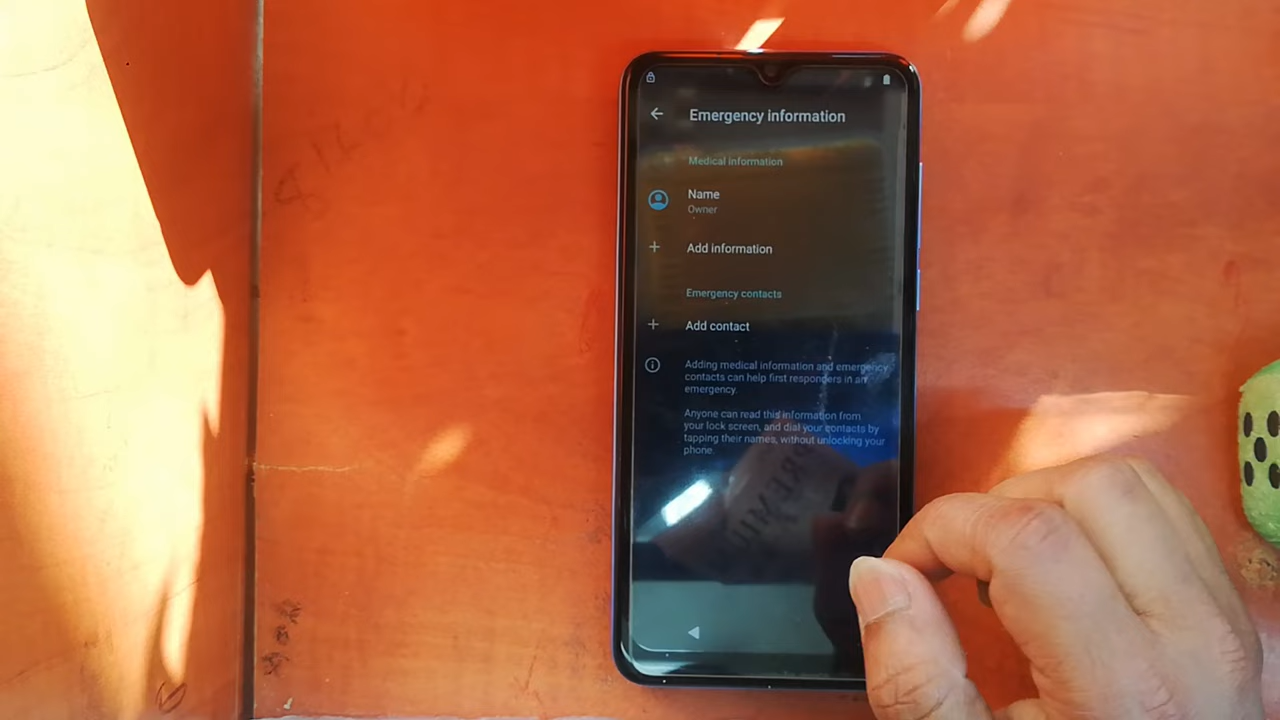 Emergency information
Medical information
Name
Owner
Add information
Emergency contacts
Add contact
Adding medical information and emergency
contacts can help first responders in an
emergency.
Anyone can read this information from
your lock screen, and dial your contacts by
tapping their names, without unlocking your
phone.